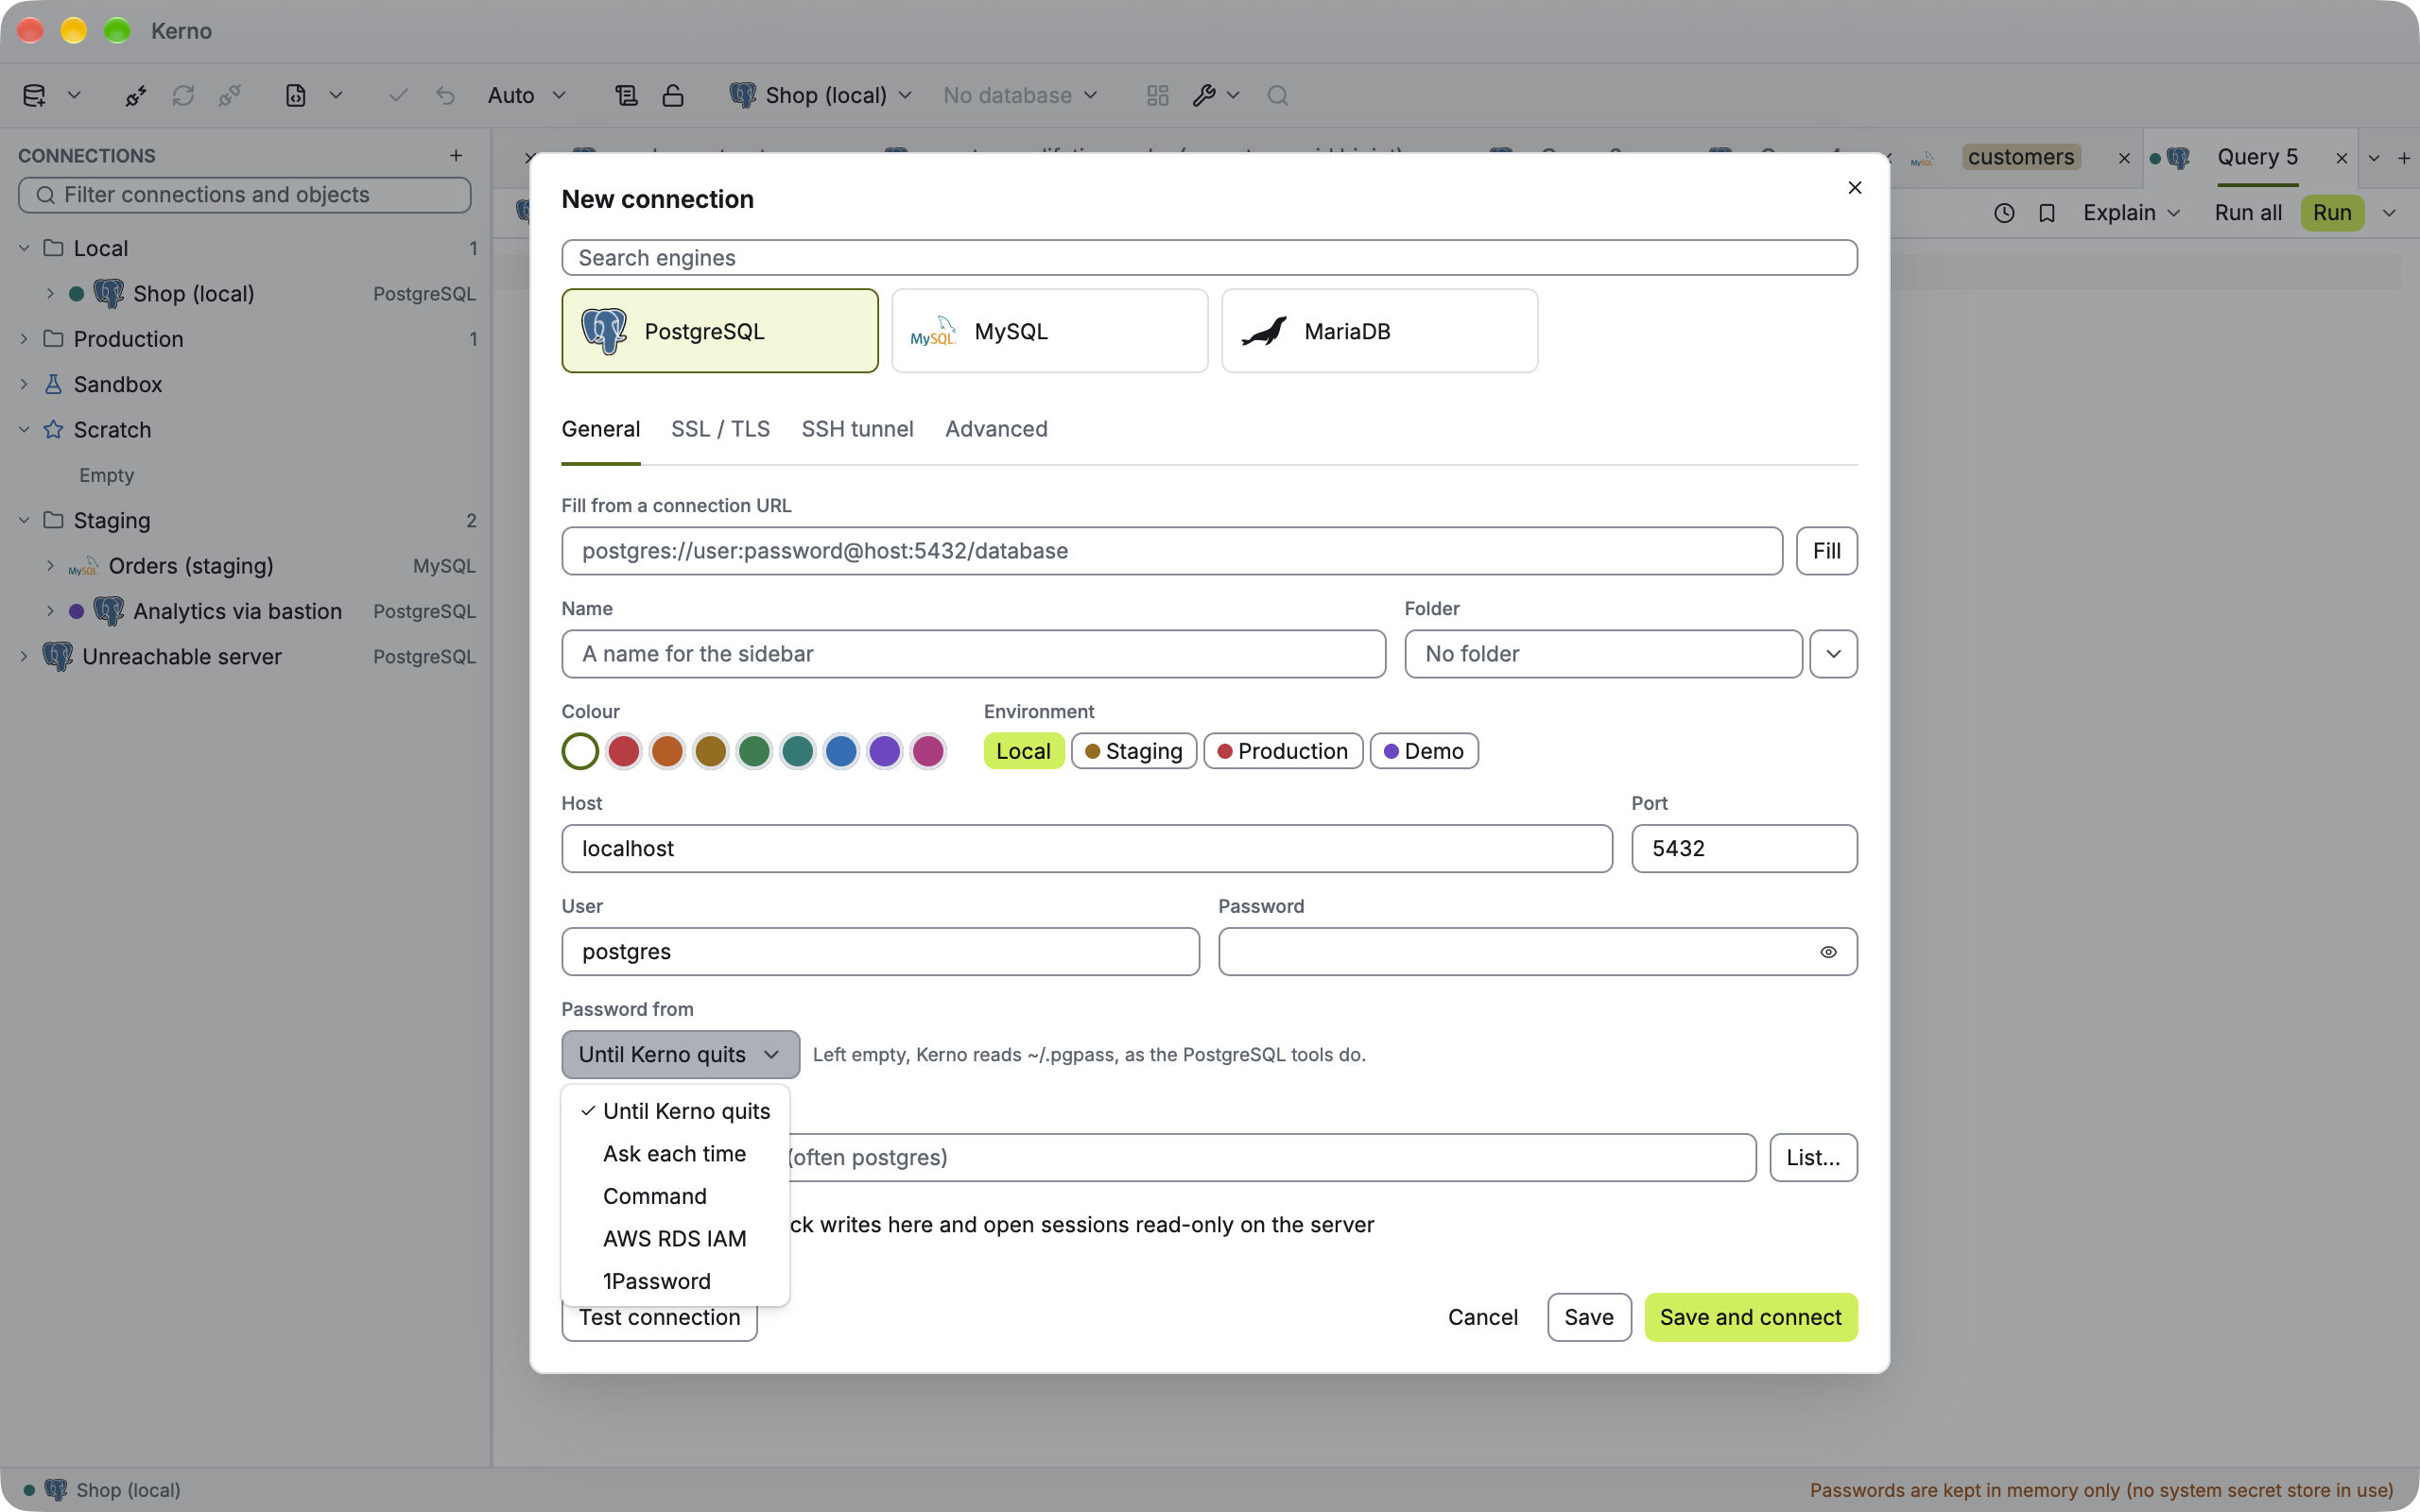 Kerno
Auto
Shop (local)
No database
CONNECTIONS
Filter connections and objects
Local 1
Shop (local) PostgreSQL
Production 1
Sandbox
Scratch
Empty
Staging 2
MySQL Orders (staging) MySQL
Analytics via bastion PostgreSQL
Unreachable server PostgreSQL
MySQL customers
Query 5
Explain
Run all
Run
New connection
Search engines
PostgreSQL
MySQL MySQL
MariaDB
General SSL / TLS SSH tunnel Advanced
Fill from a connection URL
postgres://user:password@host:5432/database Fill
Name Folder
A name for the sidebar No folder
Colour Environment
Local Staging Production Demo
Host Port
localhost 5432
User Password
postgres
Password from
Until Kerno quits Left empty, Kerno reads ~/.pgpass, as the PostgreSQL tools do.
Until Kerno quits
Ask each time
Command
AWS RDS IAM
1Password
(often postgres) List...
ck writes here and open sessions read-only on the server
Test connection Cancel Save Save and connect
Shop (local) Passwords are kept in memory only (no system secret store in use)